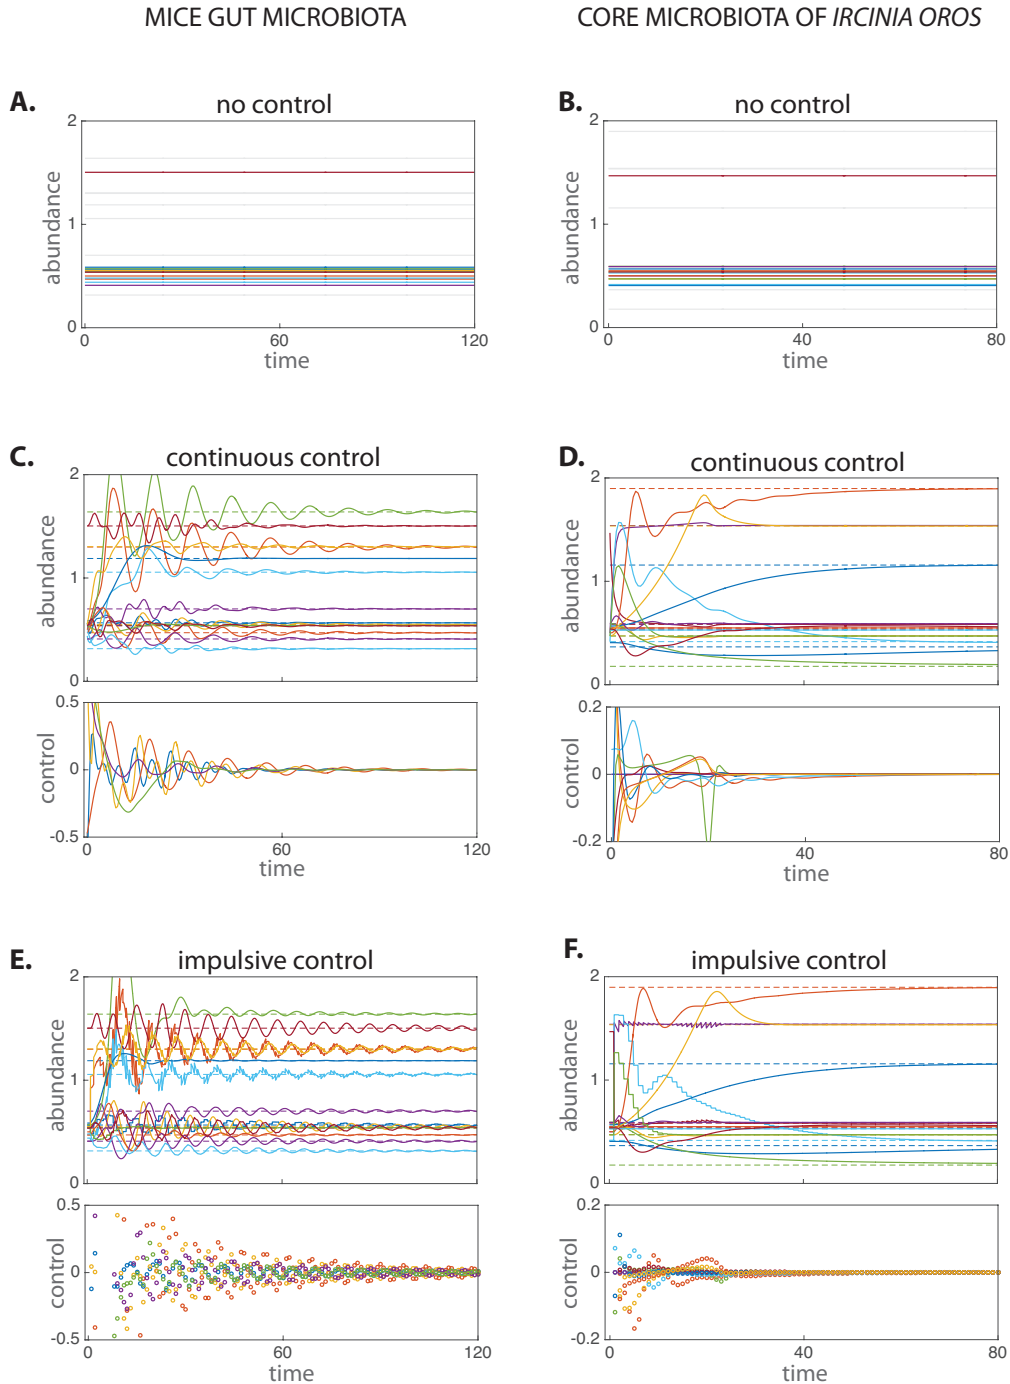 MICE GUT MICROBIOTA
CORE MICROBIOTA OF IRCINIA OROS
A.
no control
2
1
0
abundance
0
60
120
time
B.
no control
2
1
0
abundance
0
40
80
time
C.
continuous control
2
1
0
abundance
0.5
0
-0.5
control
0
60
120
time
D.
continuous control
2
1
0
abundance
0.2
0
-0.2
control
0
40
80
time
E.
impulsive control
2
1
0
abundance
0.5
0
-0.5
control
0
60
120
time
F.
impulsive control
2
1
0
abundance
0.2
0
-0.2
control
0
40
80
time